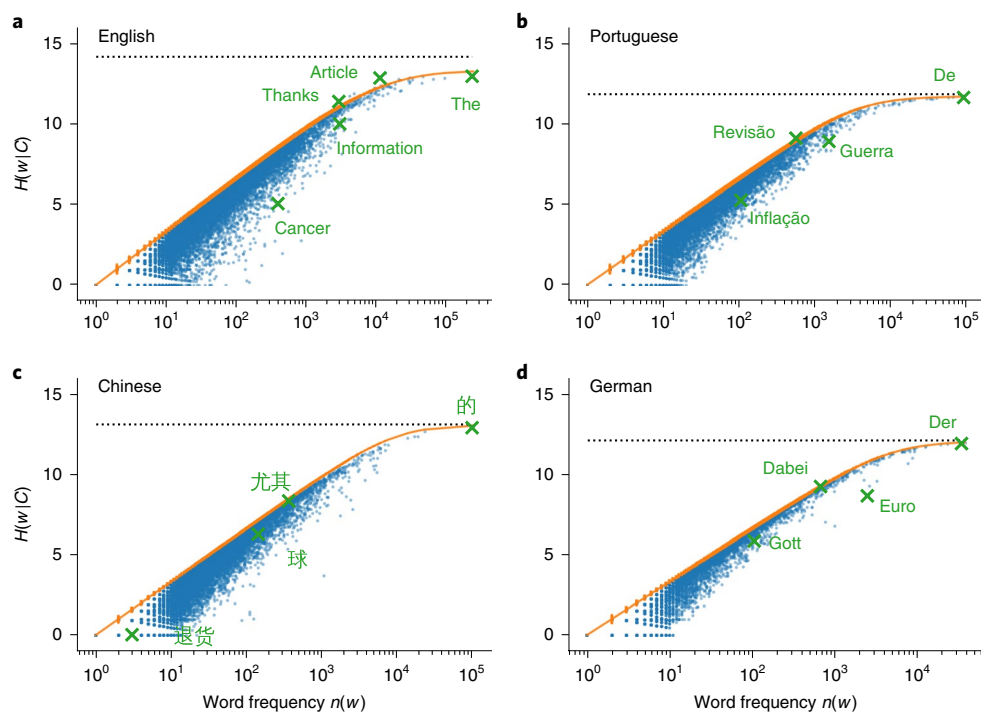 a
English
15
10
5
0
H(w|C)
Article
Thanks
The
Information
Cancer
10⁰
10¹
10²
10³
10⁴
10⁵
b
Portuguese
15
10
5
0
De
Revisão
Guerra
Inflação
10⁰
10¹
10²
10³
10⁴
10⁵
c
Chinese
15
10
5
0
H(w|C)
的
尤其
球
退货
10⁰
10¹
10²
10³
10⁴
10⁵
Word frequency n(w)
d
German
15
10
5
0
Der
Dabei
Euro
Gott
10⁰
10¹
10²
10³
10⁴
Word frequency n(w)